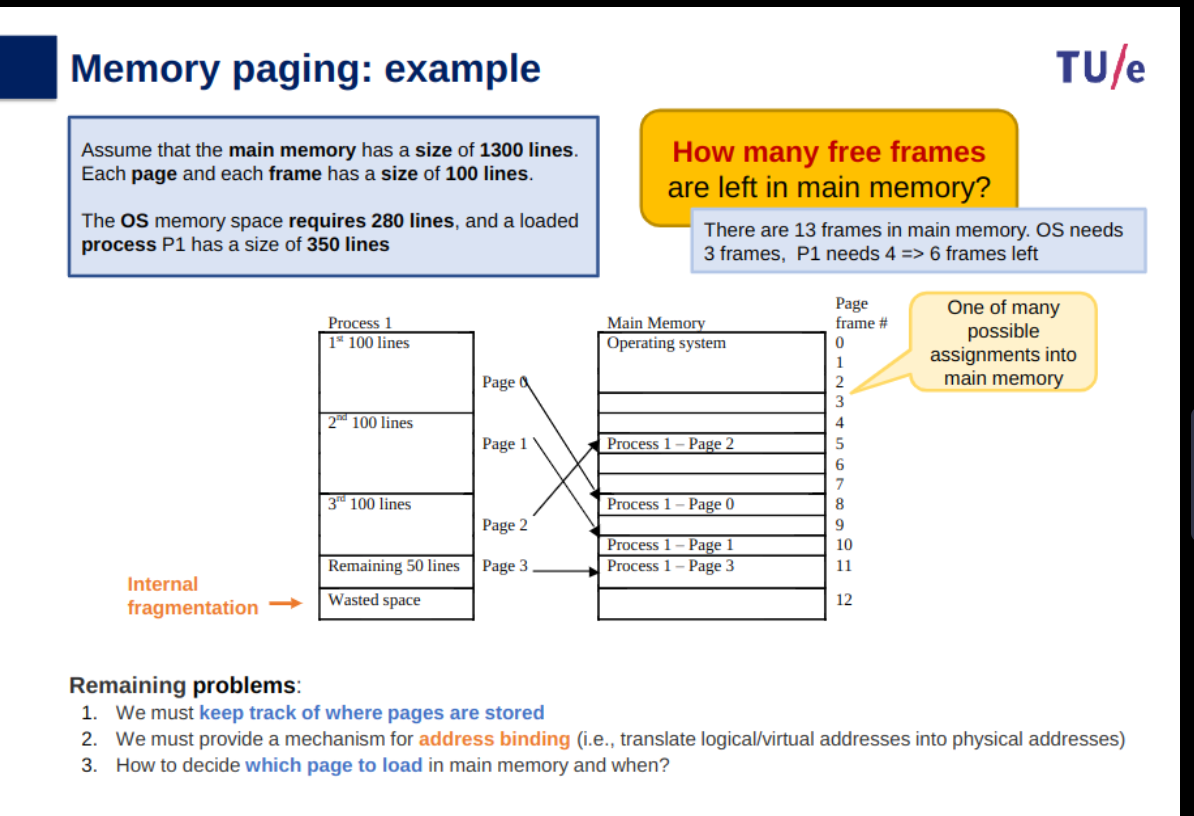 Memory paging: example
TU/e
Assume that the main memory has a size of 1300 lines.
Each page and each frame has a size of 100 lines.
The OS memory space requires 280 lines, and a loaded
process P1 has a size of 350 lines
How many free frames
are left in main memory?
There are 13 frames in main memory. OS needs
3 frames, P1 needs 4 => 6 frames left
One of many
possible
assignments into
main memory
Process 1
1st 100 lines
2nd 100 lines
3rd 100 lines
Remaining 50 lines
Wasted space
Internal
fragmentation
Page 0
Page 1
Page 2
Page 3
Main Memory
Operating system
Process 1 – Page 2
Process 1 – Page 0
Process 1 – Page 1
Process 1 – Page 3
Page
frame #
0
1
2
3
4
5
6
7
8
9
10
11
12
Remaining problems:
1. We must keep track of where pages are stored
2. We must provide a mechanism for address binding (i.e., translate logical/virtual addresses into physical addresses)
3. How to decide which page to load in main memory and when?